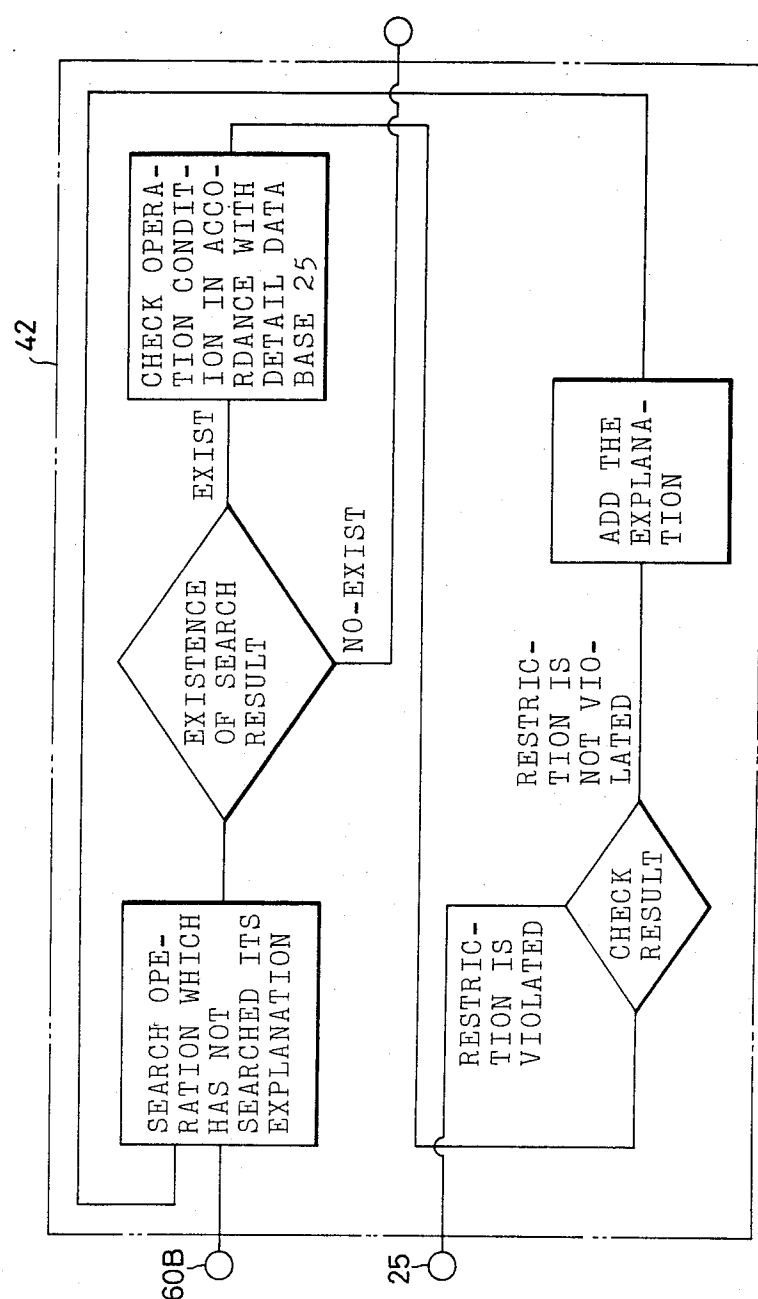 42
60B
SEARCH OPE-
RATION WHICH
HAS NOT
SEARCHED ITS
EXPLANATION
EXISTENCE
OF SEARCH
RESULT
EXIST
NO-EXIST
CHECK OPERA-
TION CONDIT-
ION IN ACCO-
RDANCE WITH
DETAIL DATA
BASE 25
25
RESTRIC-
TION IS
VIOLATED
CHECK
RESULT
RESTRIC-
TION IS
NOT VIO-
LATED
ADD THE
EXPLANA-
TION